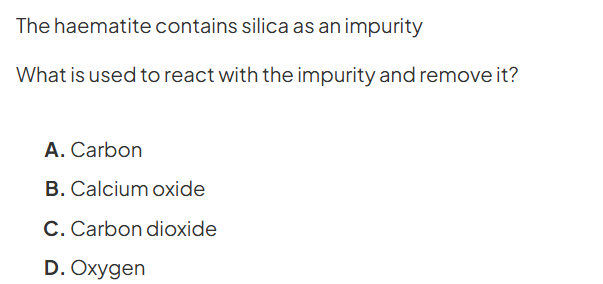 The haematite contains silica as an impurity
What is used to react with the impurity and remove it?
A. Carbon
B. Calcium oxide
C. Carbon dioxide
D. Oxygen